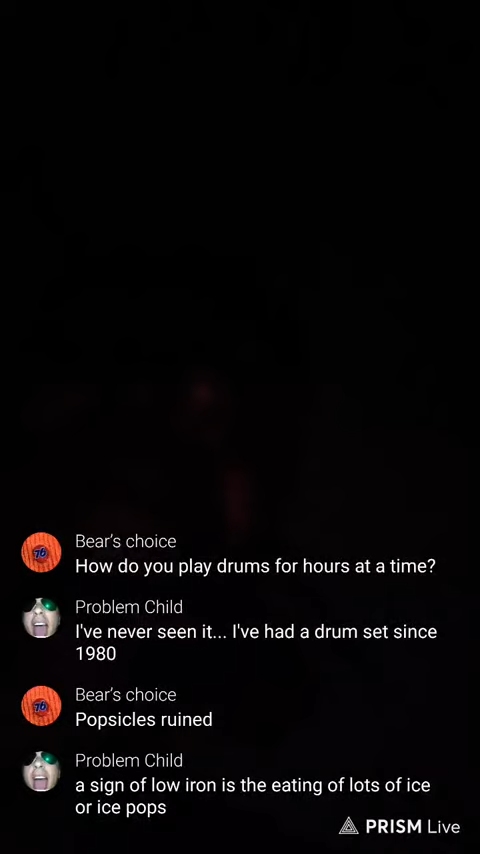 Bear's choice
How do you play drums for hours at a time?
Problem Child
I've never seen it... I've had a drum set since
1980
Bear's choice
Popsicles ruined
Problem Child
a sign of low iron is the eating of lots of ice
or ice pops
PRISM Live